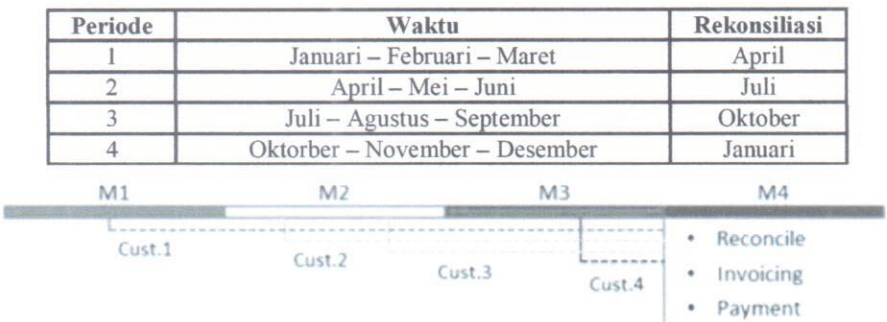 Periode Waktu Rekonsiliasi
1 Januari – Februari – Maret April
2 April – Mei – Juni Juli
3 Juli – Agustus – September Oktober
4 Oktorber – November – Desember Januari
M1 M2 M3 M4
Cust.1
Cust.2
Cust.3
Cust.4
• Reconcile
• Invoicing
• Payment